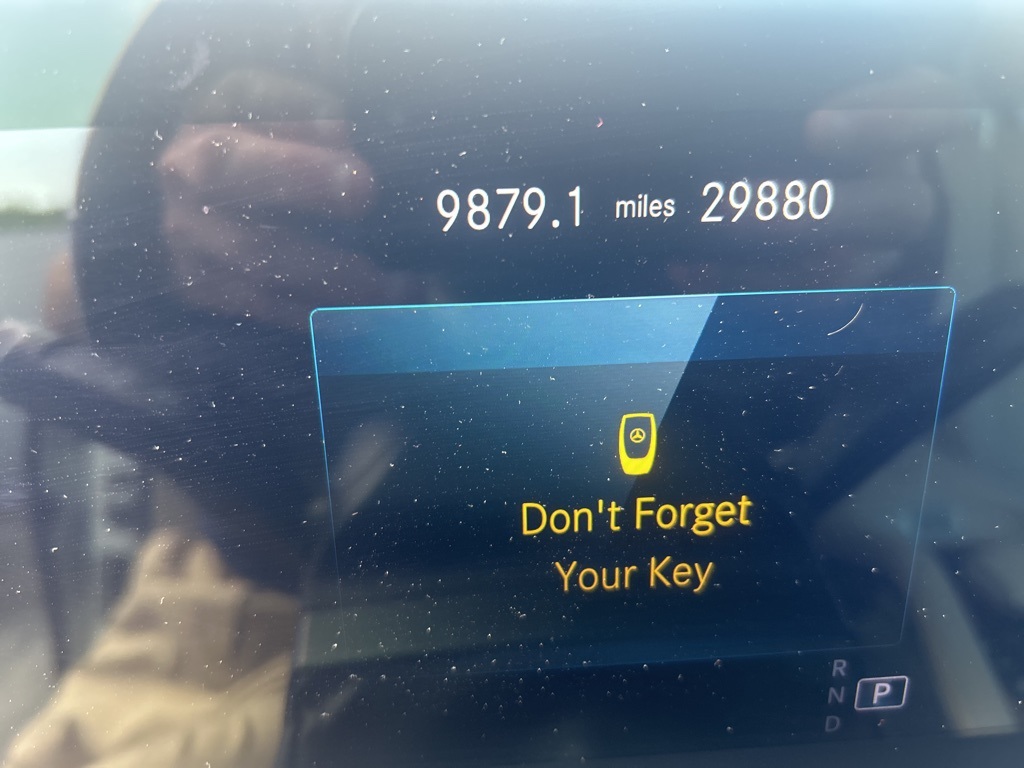 9879.1 miles 29880
Don't Forget
Your Key
R
N P
D